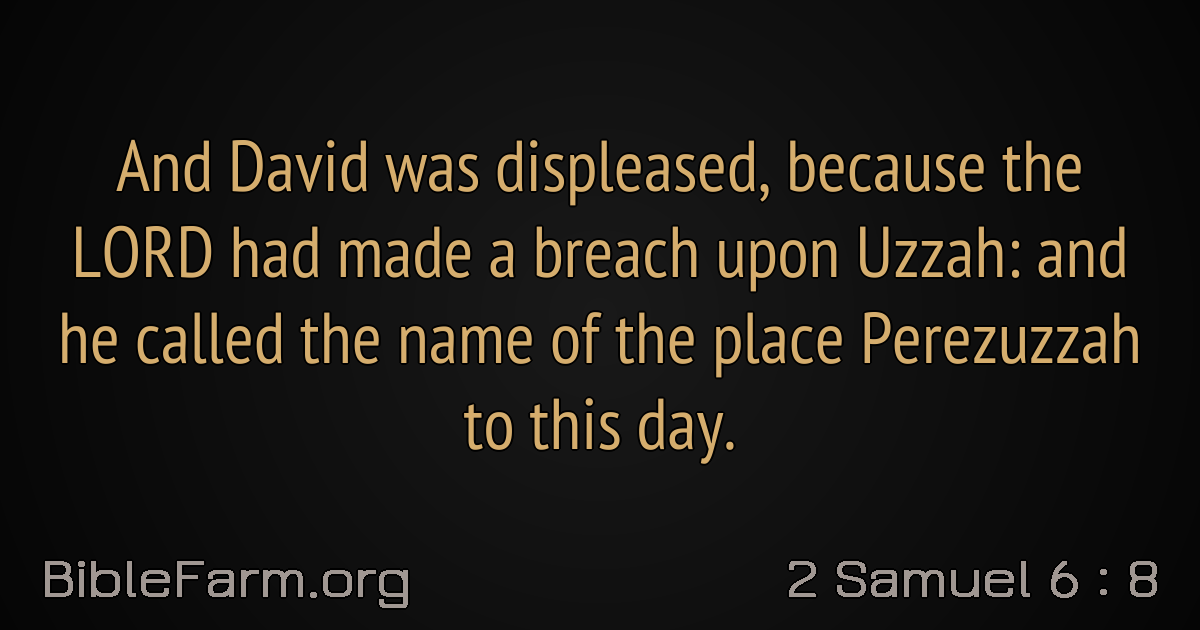 And David was displeased, because the
LORD had made a breach upon Uzzah: and
he called the name of the place Perezuzzah
to this day.
BibleFarm.org
2 Samuel 6 : 8